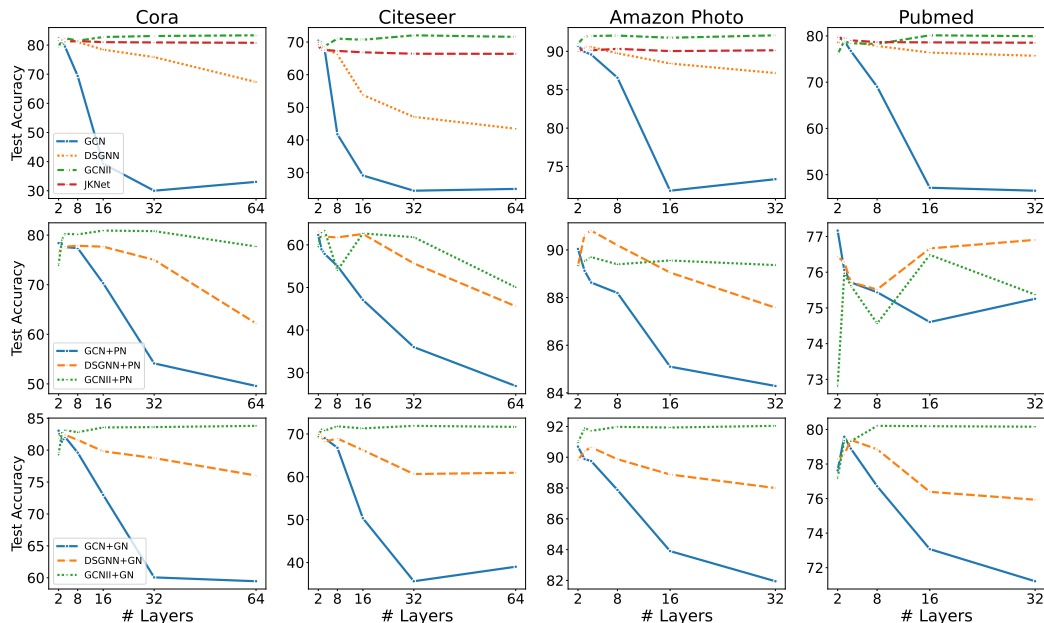 Cora
Citeseer
Amazon Photo
Pubmed
Test Accuracy
80
70
60
50
40
30
GCN
DSGNN
GCNII
JKNet
2 8 16 32 64
70
60
50
40
30
2 8 16 32 64
90
85
80
75
2 8 16 32
80
70
60
50
2 8 16 32
Test Accuracy
80
70
60
50
GCN+PN
DSGNN+PN
GCNII+PN
2 8 16 32 64
60
50
40
30
2 8 16 32 64
90
88
86
84
2 8 16 32
77
76
75
74
73
2 8 16 32
Test Accuracy
85
80
75
70
65
60
GCN+GN
DSGNN+GN
GCNII+GN
2 8 16 32 64
# Layers
70
60
50
40
2 8 16 32 64
# Layers
92
90
88
86
84
82
2 8 16 32
# Layers
80
78
76
74
72
2 8 16 32
# Layers